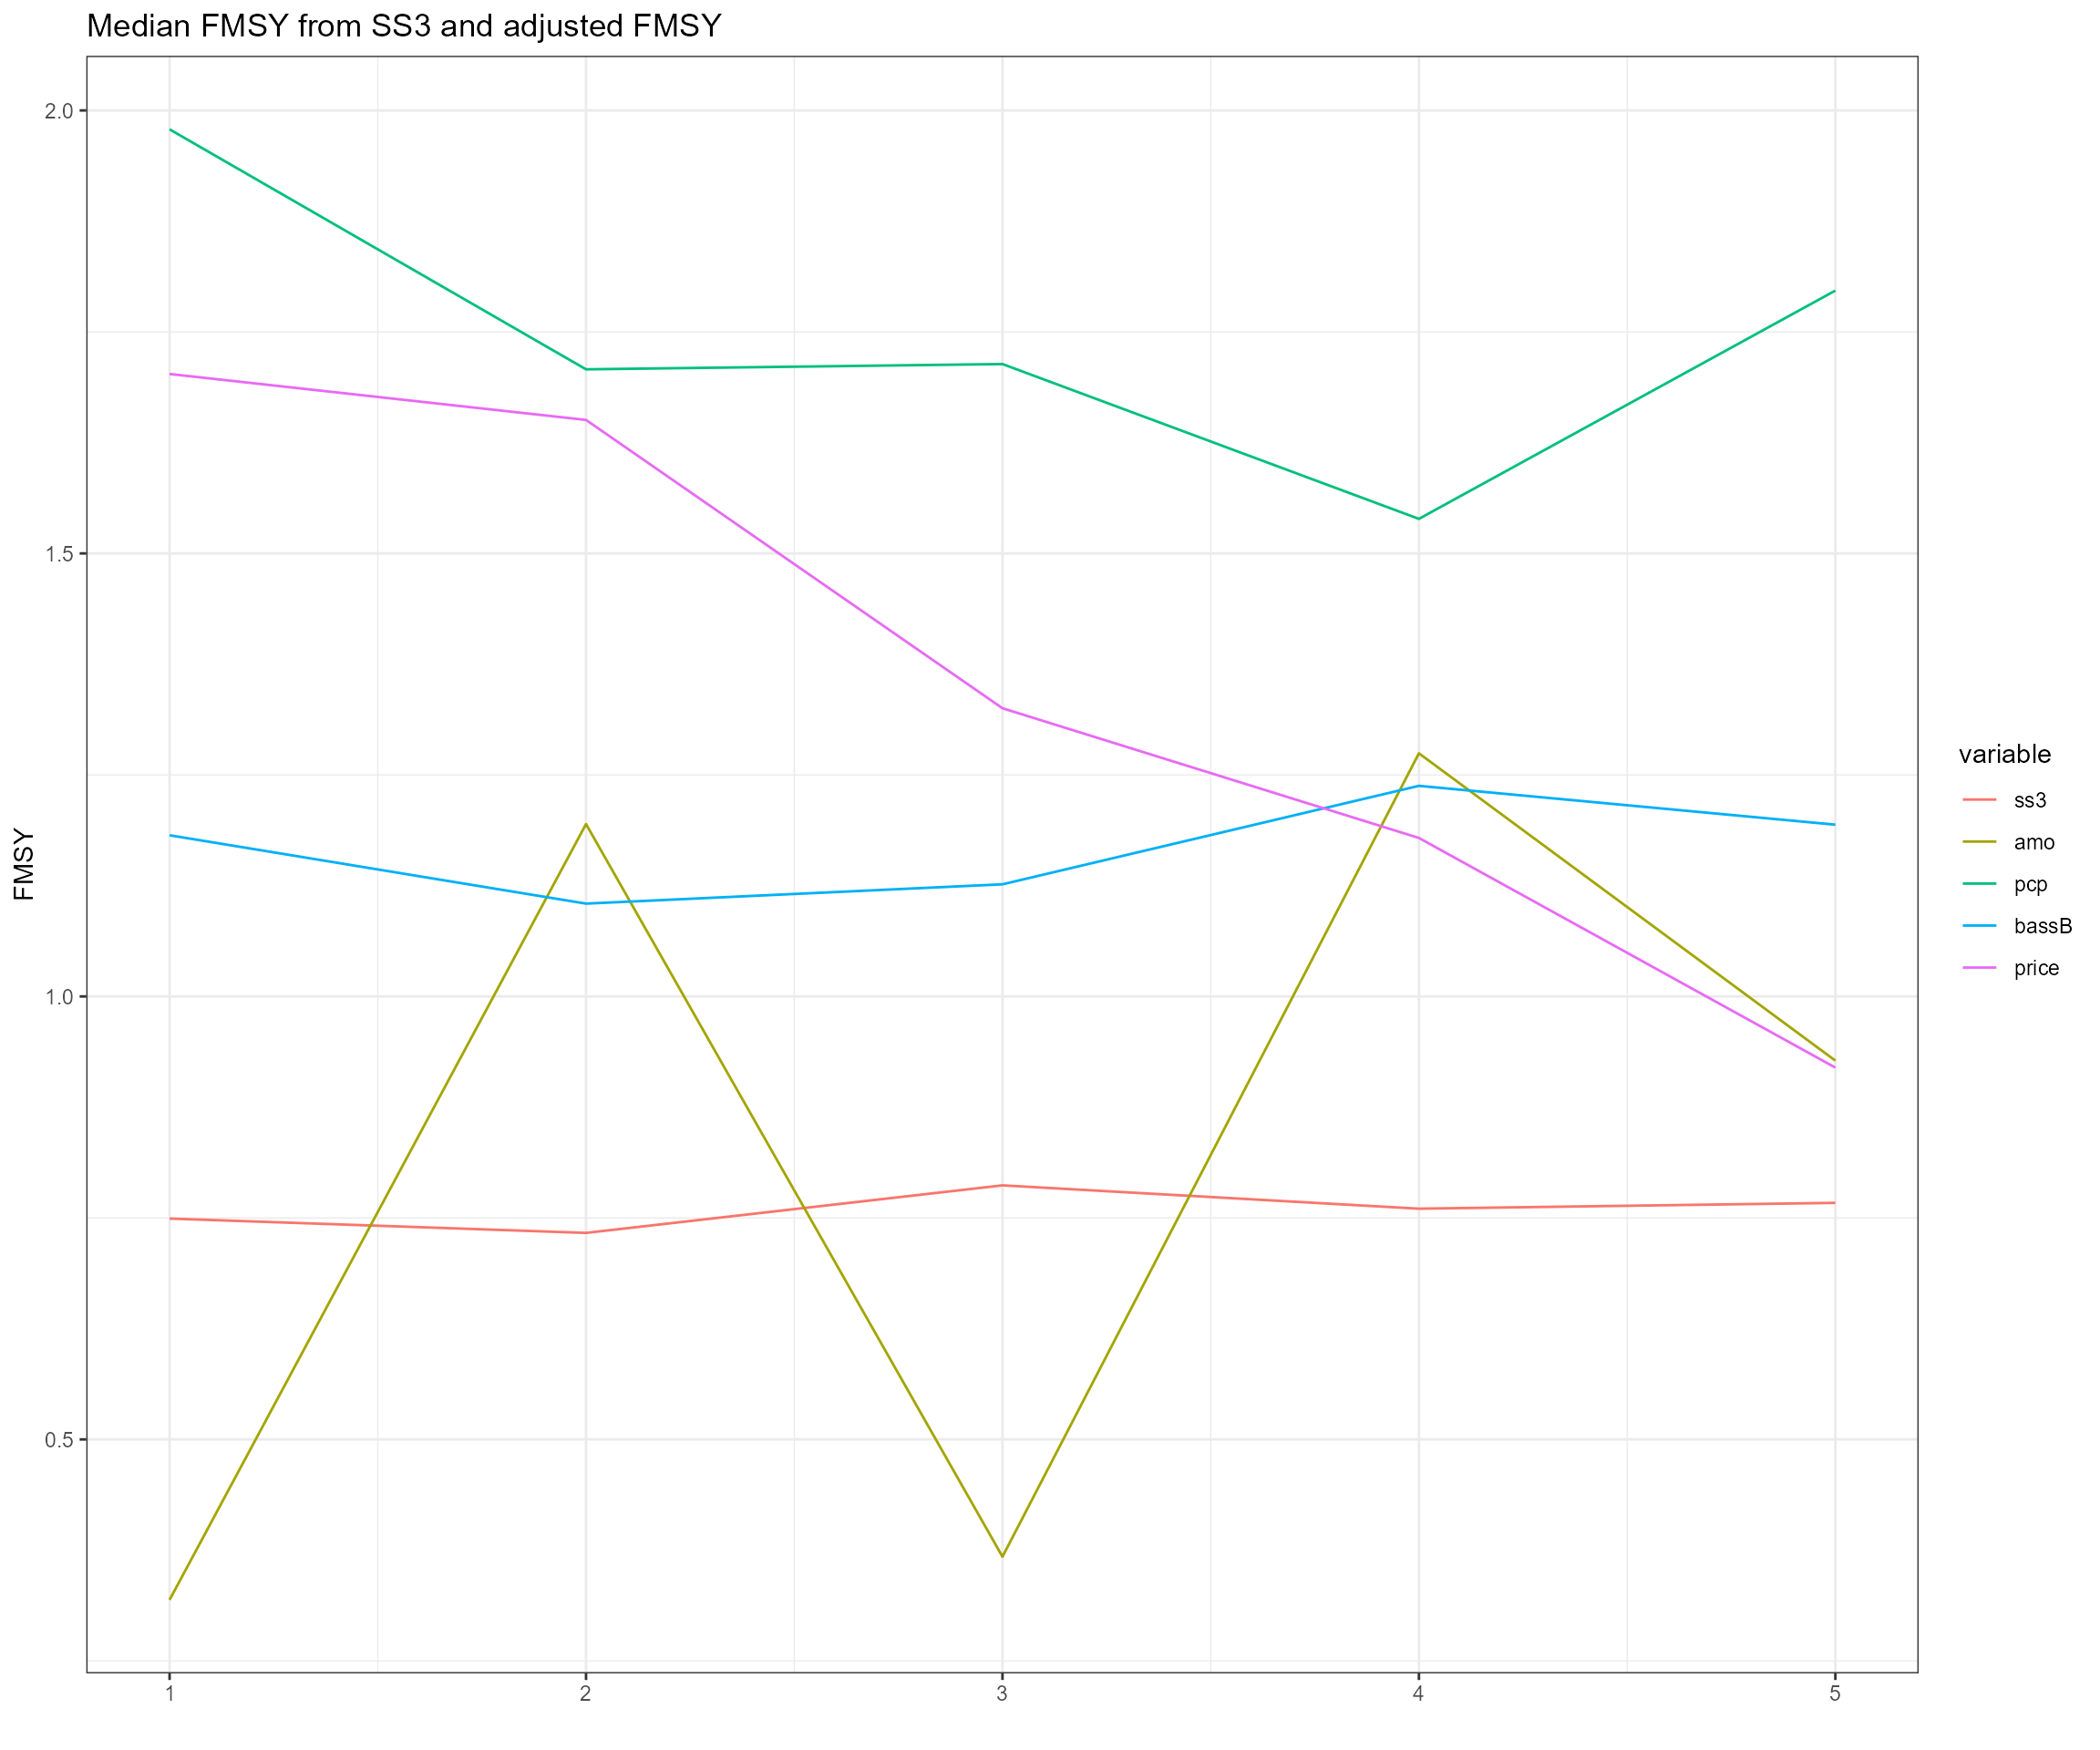 Median FMSY from SS3 and adjusted FMSY
2.0
1.5
1.0
0.5
FMSY
1 2 3 4 5
variable
ss3
amo
pcp
bassB
price